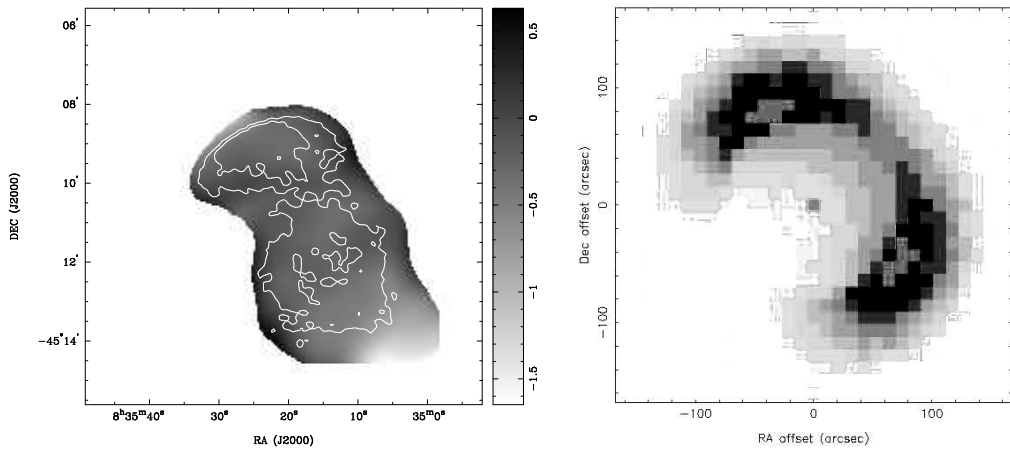 06′
08′
10′
12′
−45° 14′
DEC (J2000)
8ʰ35ᵐ40ˢ
30ˢ
20ˢ
10ˢ
35ᵐ0ˢ
RA (J2000)
0.5
0
−0.5
−1
−1.5
100
0
−100
Dec offset (arcsec)
−100
0
100
RA offset (arcsec)